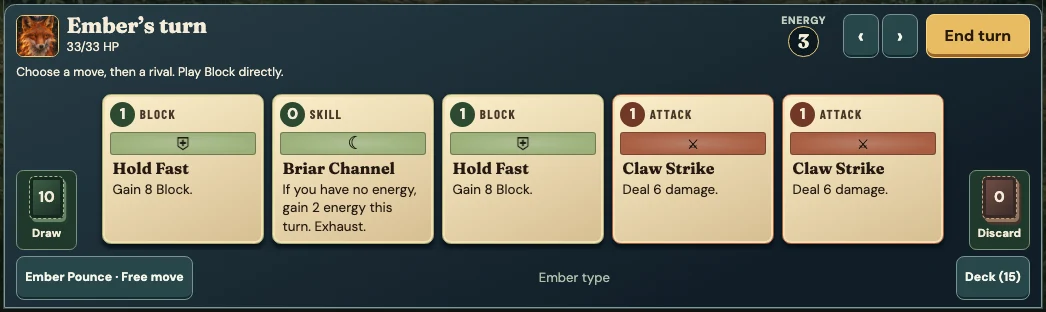 Ember's turn
33/33 HP
ENERGY
3
‹
›
End turn
Choose a move, then a rival. Play Block directly.
1 BLOCK
Hold Fast
Gain 8 Block.
0 SKILL
Briar Channel
If you have no energy,
gain 2 energy this
turn. Exhaust.
1 BLOCK
Hold Fast
Gain 8 Block.
1 ATTACK
Claw Strike
Deal 6 damage.
1 ATTACK
Claw Strike
Deal 6 damage.
10
Draw
0
Discard
Ember Pounce · Free move
Ember type
Deck (15)